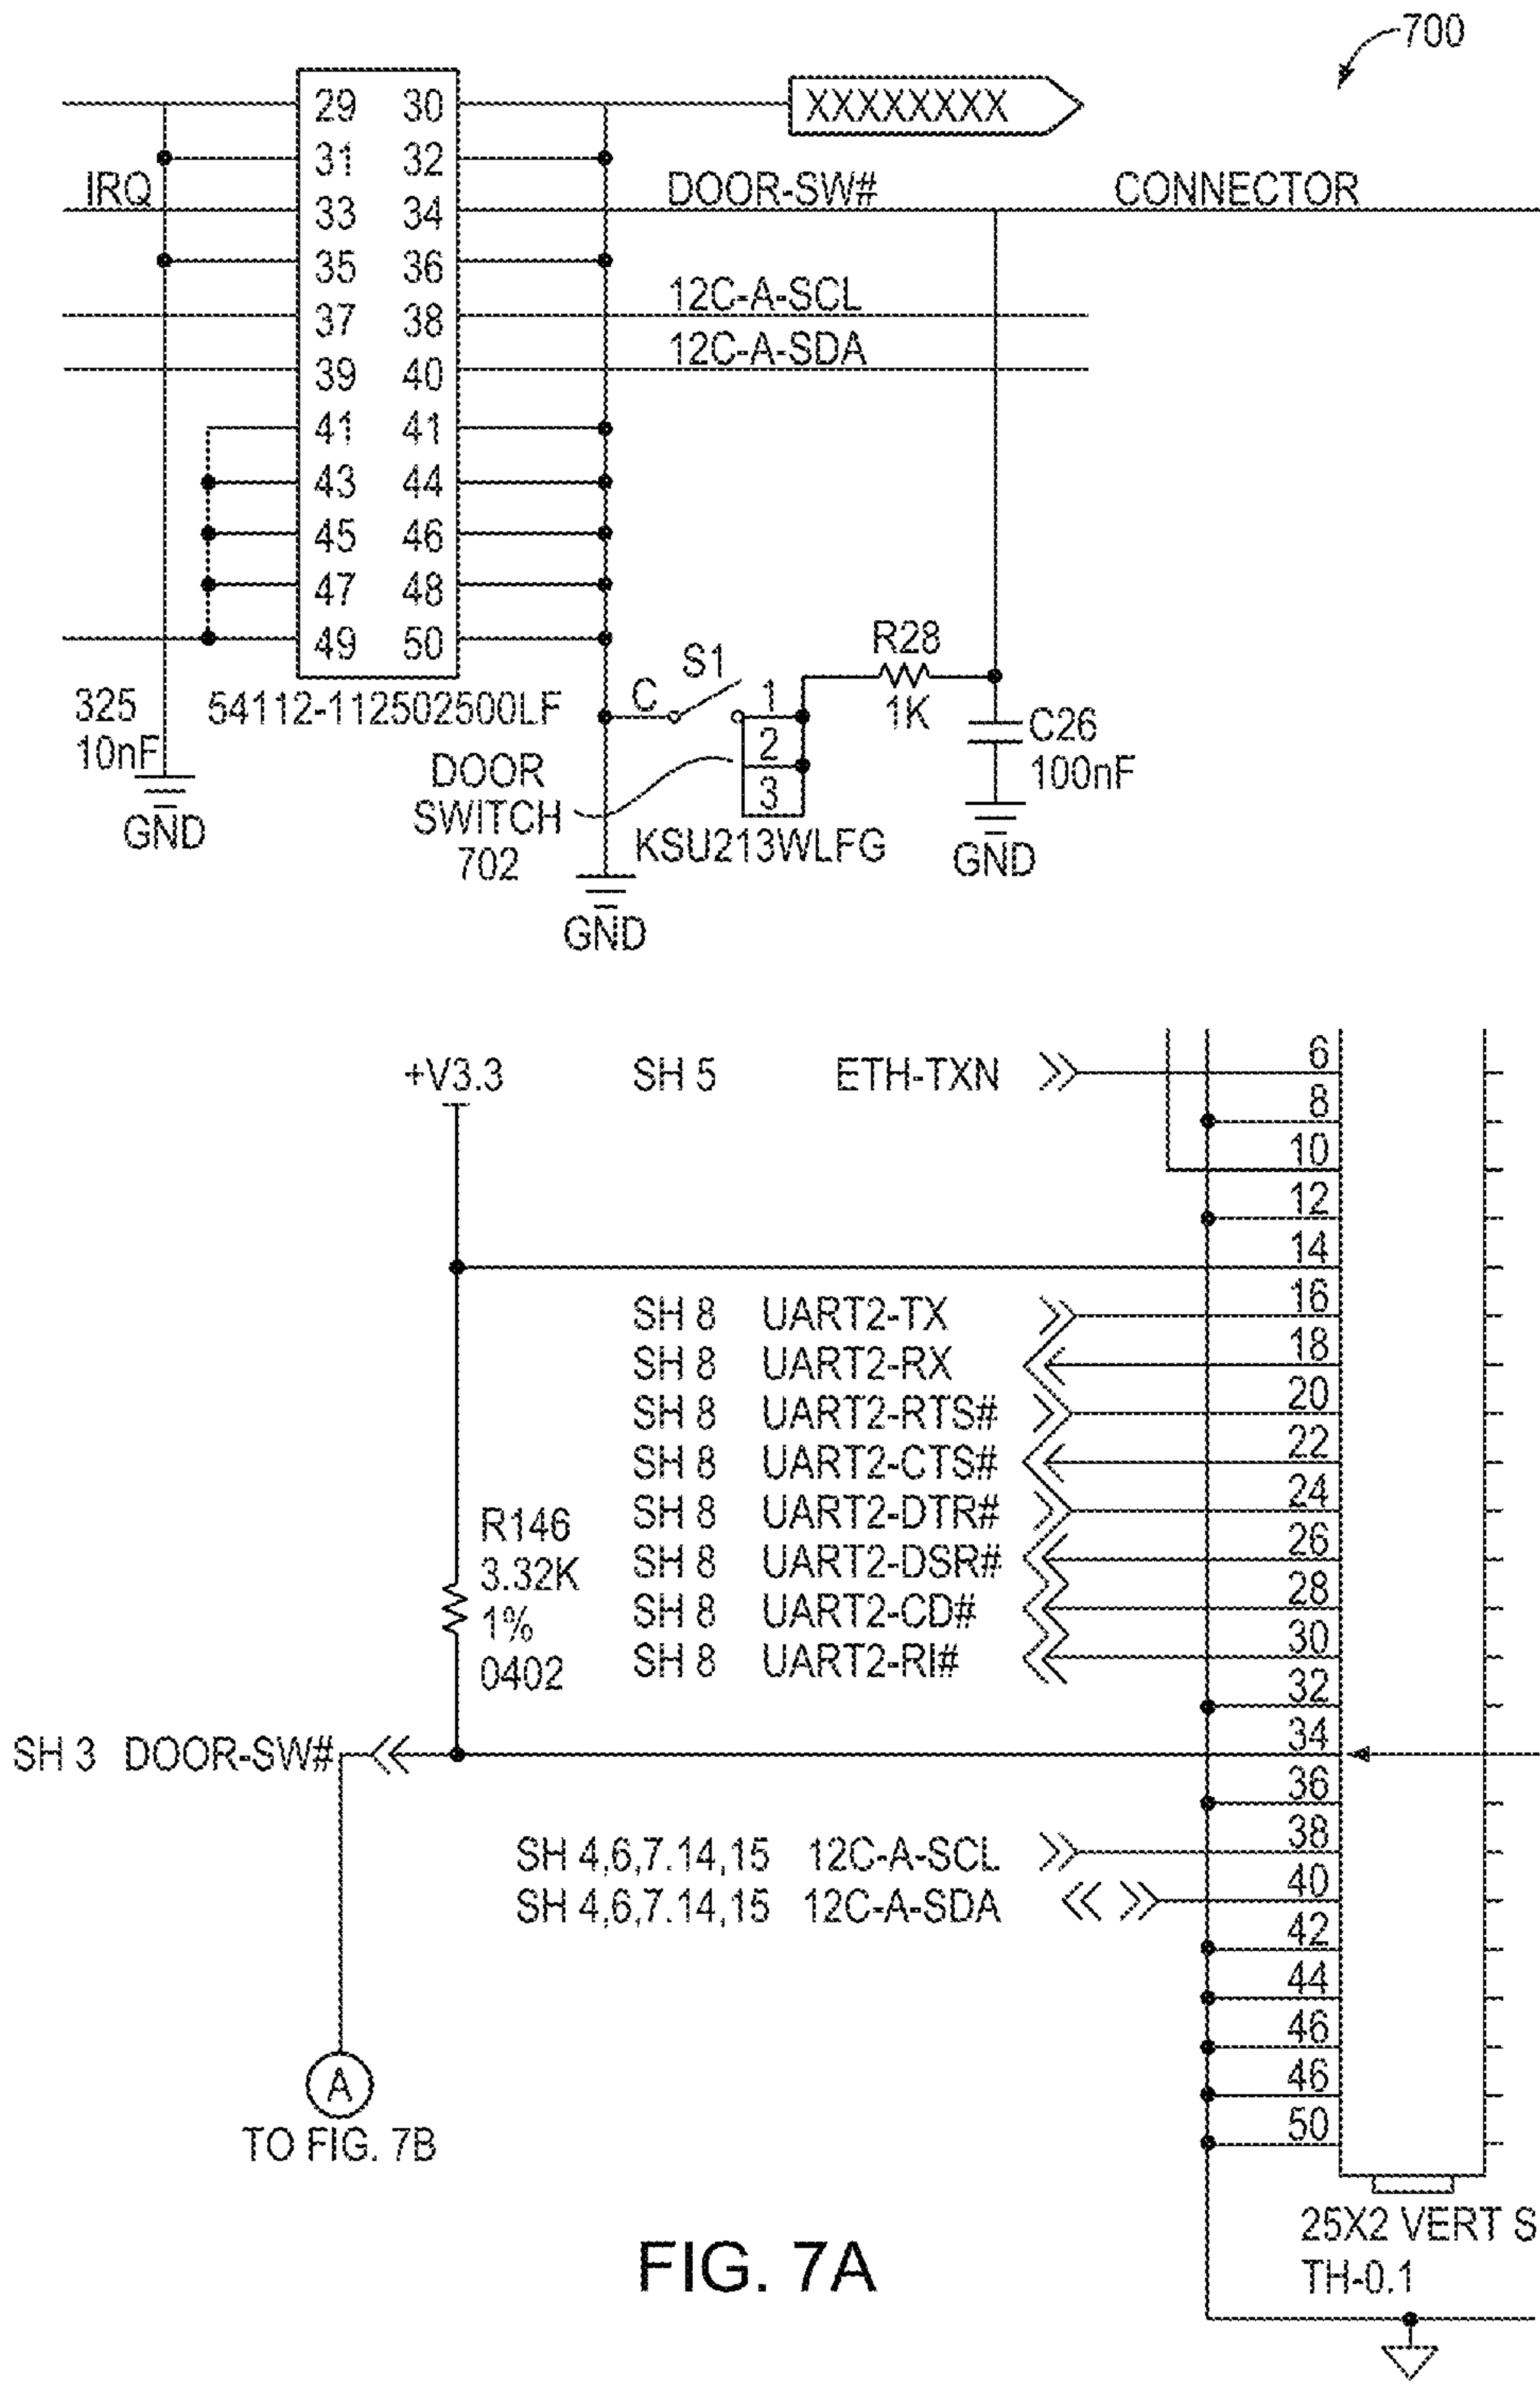 700
29 30 XXXXXXXX
31 32
IRQ 33 34 DOOR-SW# CONNECTOR
35 36
37 38 12C-A-SCL
39 40 12C-A-SDA
41 41
43 44
45 46
47 48
49 50
325
10nF
GND
54112-112502500LF
C S1 1
2
3
R28
1K
C26
100nF
GND
DOOR
SWITCH
702
KSU213WLFG
GND
+V3.3
SH 5 ETH-TXN 6
8
10
12
14
SH 8 UART2-TX 16
SH 8 UART2-RX 18
SH 8 UART2-RTS# 20
SH 8 UART2-CTS# 22
SH 8 UART2-DTR# 24
SH 8 UART2-DSR# 26
SH 8 UART2-CD# 28
SH 8 UART2-RI# 30
R146
3.32K
1%
0402
32
SH 3 DOOR-SW# 34
36
SH 4,6,7.14,15 12C-A-SCL 38
SH 4,6,7.14,15 12C-A-SDA 40
42
44
46
46
50
A
TO FIG. 7B
25X2 VERT S
TH-0.1
FIG. 7A